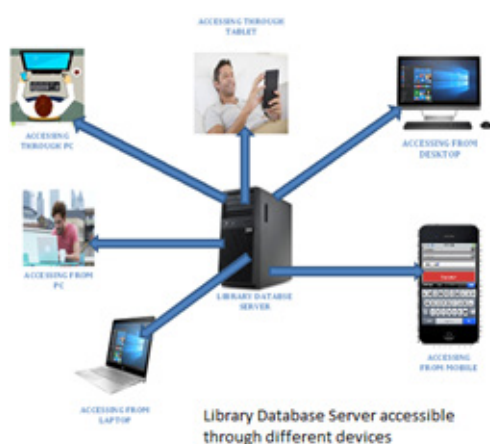 ACCESSING THROUGH
TABLET
ACCESSING
THROUGH PC
ACCESSING FROM
DESKTOP
ACCESSING FROM
PC
LIBRARY DATABSE
SERVER
ACCESSING
FROM MOBILE
ACCESSING FROM
LAPTOP
Library Database Server accessible
through different devices